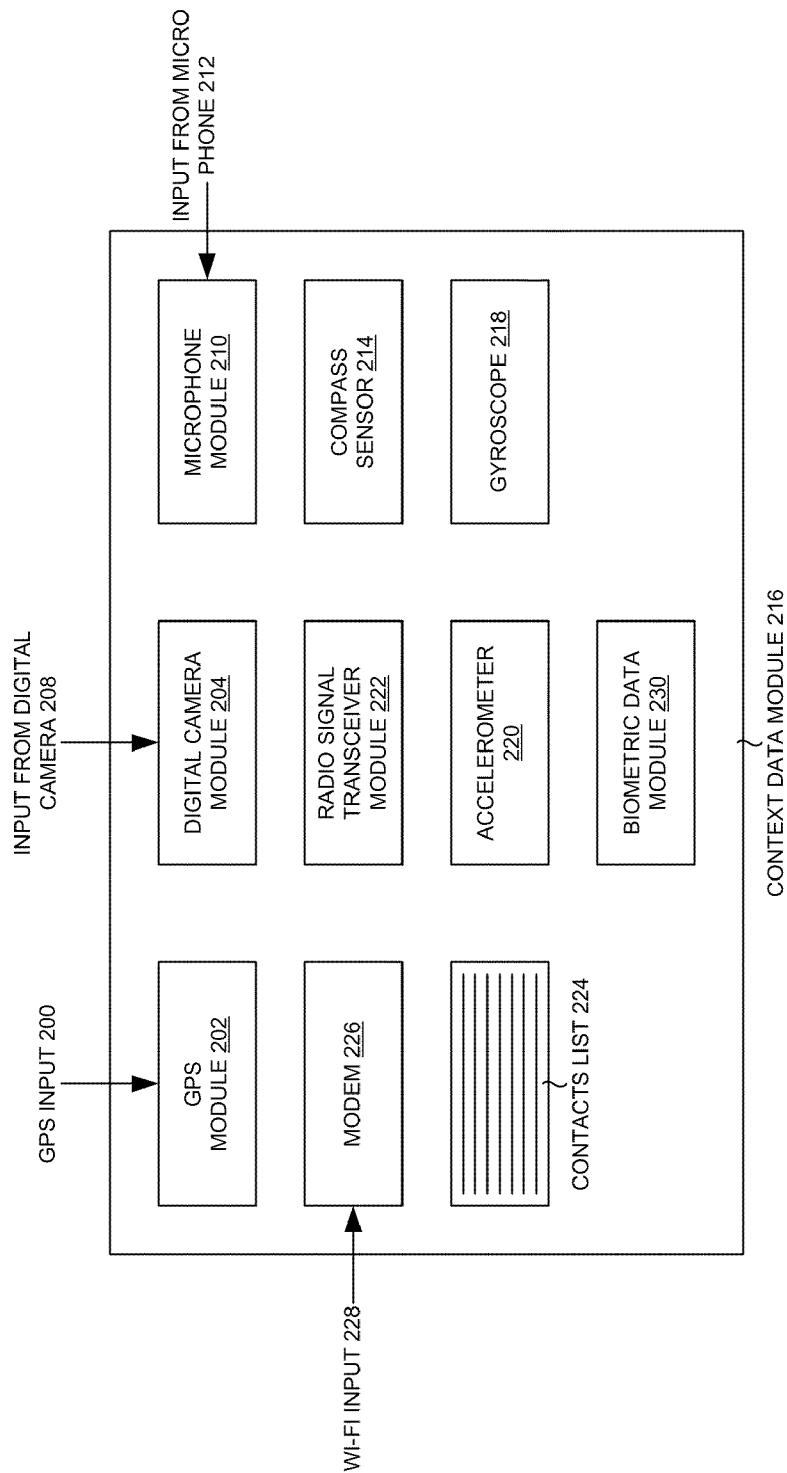 GPS INPUT 200
INPUT FROM DIGITAL
CAMERA 208
INPUT FROM MICRO
PHONE 212
GPS
MODULE 202
DIGITAL CAMERA
MODULE 204
MICROPHONE
MODULE 210
WI-FI INPUT 228
MODEM 226
RADIO SIGNAL
TRANSCEIVER
MODULE 222
COMPASS
SENSOR 214
CONTACTS LIST 224
ACCELEROMETER
220
GYROSCOPE 218
BIOMETRIC DATA
MODULE 230
CONTEXT DATA MODULE 216